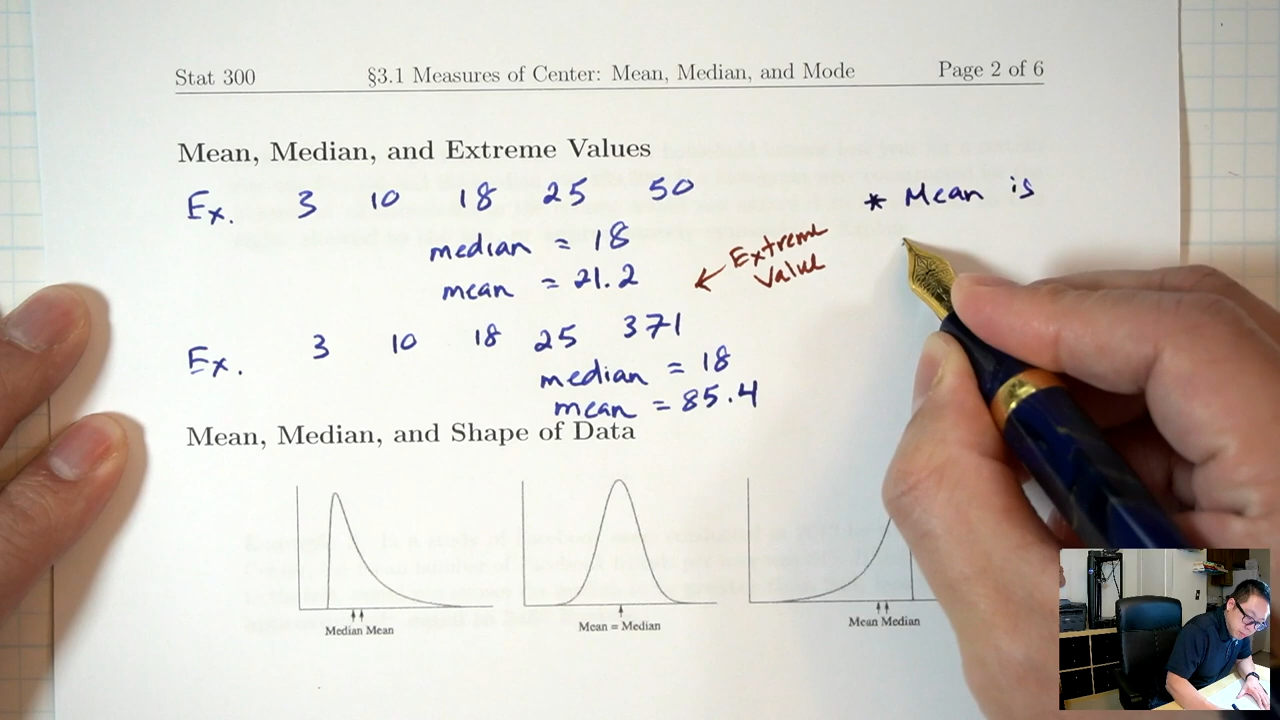 Stat 300 §3.1 Measures of Center: Mean, Median, and Mode Page 2 of 6
Mean, Median, and Extreme Values
Ex. 3 10 18 25 50
* Mean is
median = 18
mean = 21.2
Extreme
Value
Ex. 3 10 18 25 371
median = 18
mean = 85.4
Mean, Median, and Shape of Data
Median Mean
Mean = Median
Mean Median